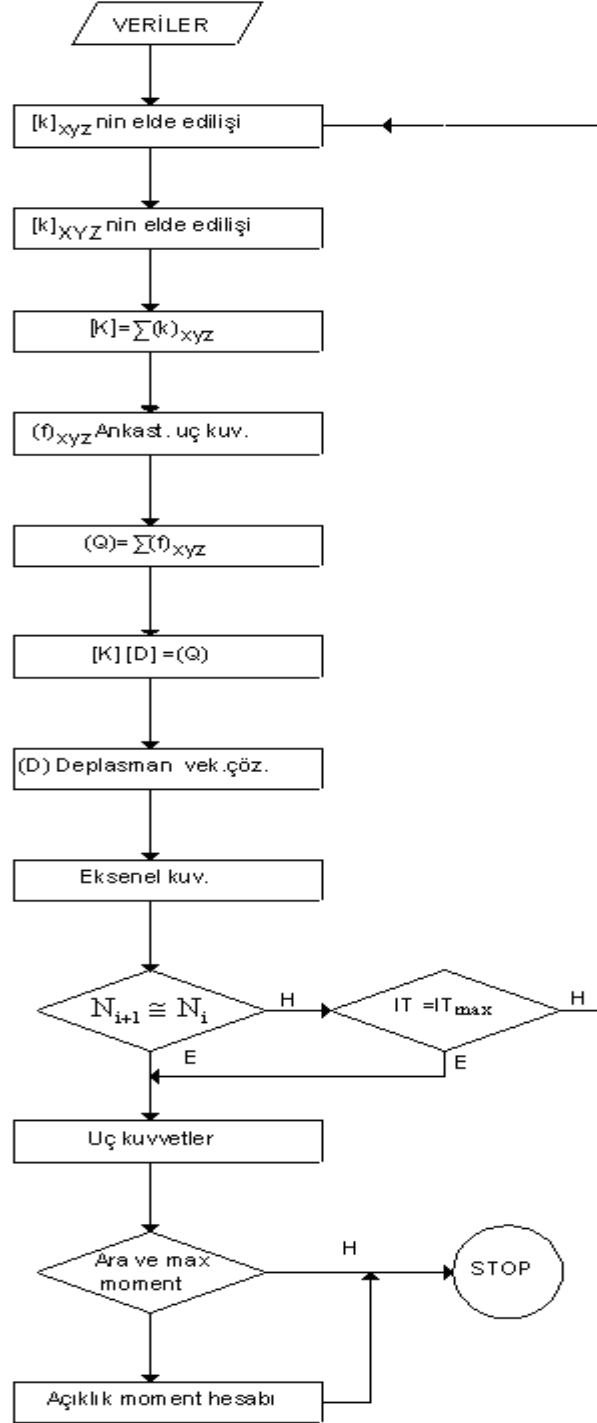 VERİLER
[k]xyz nin elde edilişi
[k]XYZ nin elde edilişi
[K]=∑(k)xyz
(f)xyz Ankast. uç kuv.
(Q)=∑(f)xyz
[K] [D] =(Q)
(D) Deplasman vek.çöz.
Eksenel kuv.
Ni+1 ≅ Ni
H
IT =ITmax
H
E
E
Uç kuvvetler
Ara ve max
moment
H
STOP
Açıklık moment hesabı